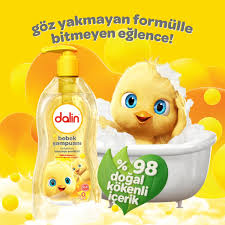 göz yakmayan formülle
bitmeyen eğlence!
dalin
bebek
şampuanı
%98
doğal
kökenli
içerik